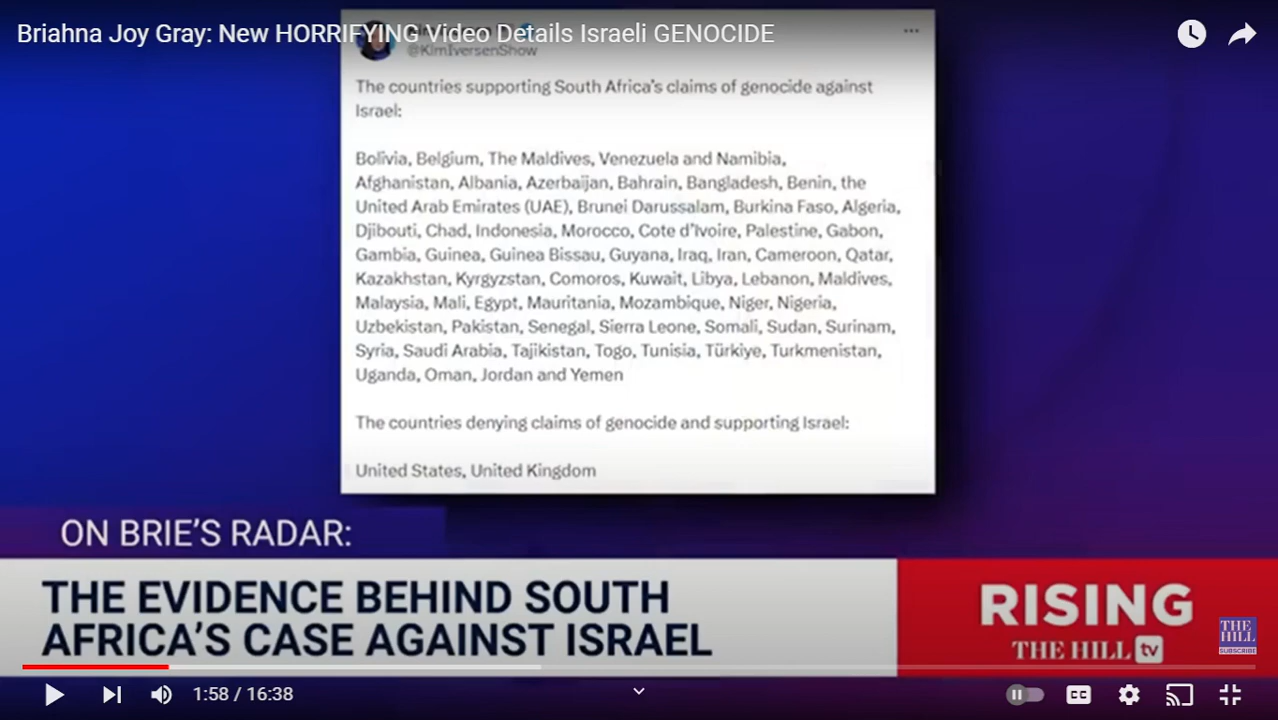 Briahna Joy Gray: New HORRIFYING Video Details Israeli GENOCIDE
@KimIversenShow
The countries supporting South Africa's claims of genocide against
Israel:
Bolivia, Belgium, The Maldives, Venezuela and Namibia,
Afghanistan, Albania, Azerbaijan, Bahrain, Bangladesh, Benin, the
United Arab Emirates (UAE), Brunei Darussalam, Burkina Faso, Algeria,
Djibouti, Chad, Indonesia, Morocco, Cote d'Ivoire, Palestine, Gabon,
Gambia, Guinea, Guinea Bissau, Guyana, Iraq, Iran, Cameroon, Qatar,
Kazakhstan, Kyrgyzstan, Comoros, Kuwait, Libya, Lebanon, Maldives,
Malaysia, Mali, Egypt, Mauritania, Mozambique, Niger, Nigeria,
Uzbekistan, Pakistan, Senegal, Sierra Leone, Somali, Sudan, Surinam,
Syria, Saudi Arabia, Tajikistan, Togo, Tunisia, Türkiye, Turkmenistan,
Uganda, Oman, Jordan and Yemen
The countries denying claims of genocide and supporting Israel:
United States, United Kingdom
ON BRIE'S RADAR:
THE EVIDENCE BEHIND SOUTH
AFRICA'S CASE AGAINST ISRAEL
RISING
THE HILL tv
THE
HILL
SUBSCRIBE
1:58 / 16:38
CC